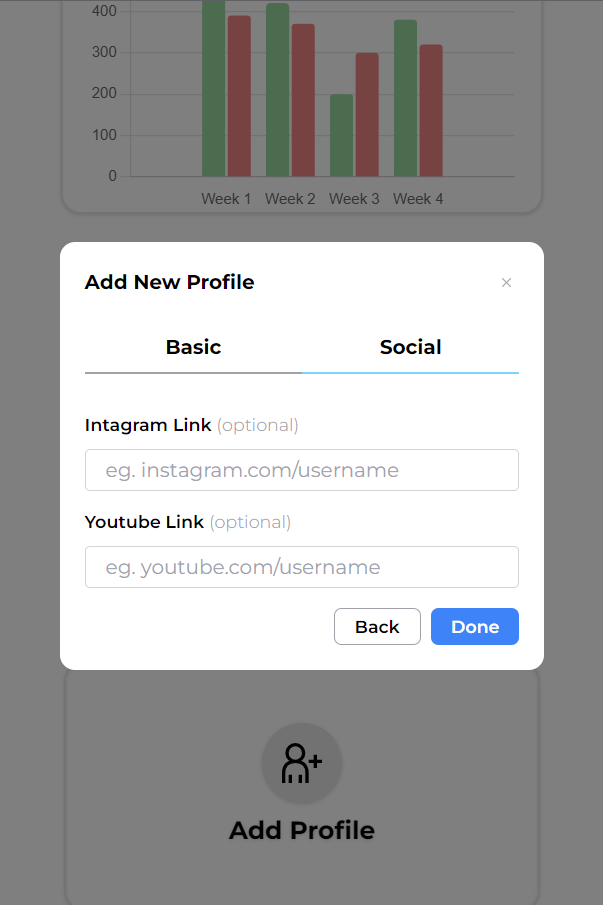 400
300
200
100
0
Week 1 Week 2 Week 3 Week 4
Add New Profile ×
Basic Social
Intagram Link (optional)
eg. instagram.com/username
Youtube Link (optional)
eg. youtube.com/username
Back Done
Add Profile